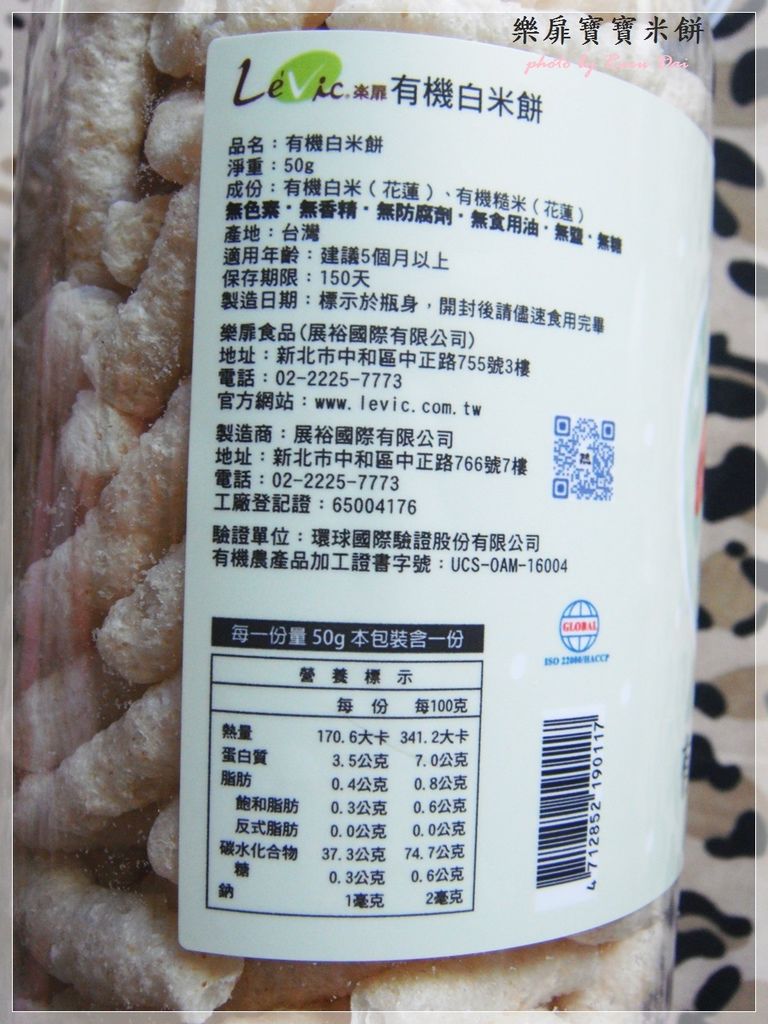 樂扉寶寶米餅
photo by
LéVic 楽扉 有機白米餅
品名：有機白米餅
淨重：50g
成份：有機白米(花蓮)、有機糙米(花蓮)
無色素・無香精・無防腐劑・無食用油・無鹽・無糖
產地：台灣
適用年齡：建議5個月以上
保存期限：150天
製造日期：標示於瓶身，開封後請儘速食用完畢
樂扉食品(展裕國際有限公司)
地址：新北市中和區中正路755號3樓
電話：02-2225-7773
官方網站：www.levic.com.tw
製造商：展裕國際有限公司
地址：新北市中和區中正路766號7樓
電話：02-2225-7773
工廠登記證：65004176
驗證單位：環球國際驗證股份有限公司
有機農產品加工證書字號：UCS-OAM-16004
GLOBAL
ISO 22000/HACCP
每一份量 50g 本包裝含一份
營養標示
每份 每100克
熱量 170.6大卡 341.2大卡
蛋白質 3.5公克 7.0公克
脂肪 0.4公克 0.8公克
飽和脂肪 0.3公克 0.6公克
反式脂肪 0.0公克 0.0公克
碳水化合物 37.3公克 74.7公克
糖 0.3公克 0.6公克
鈉 1毫克 2毫克
4 712852 190117